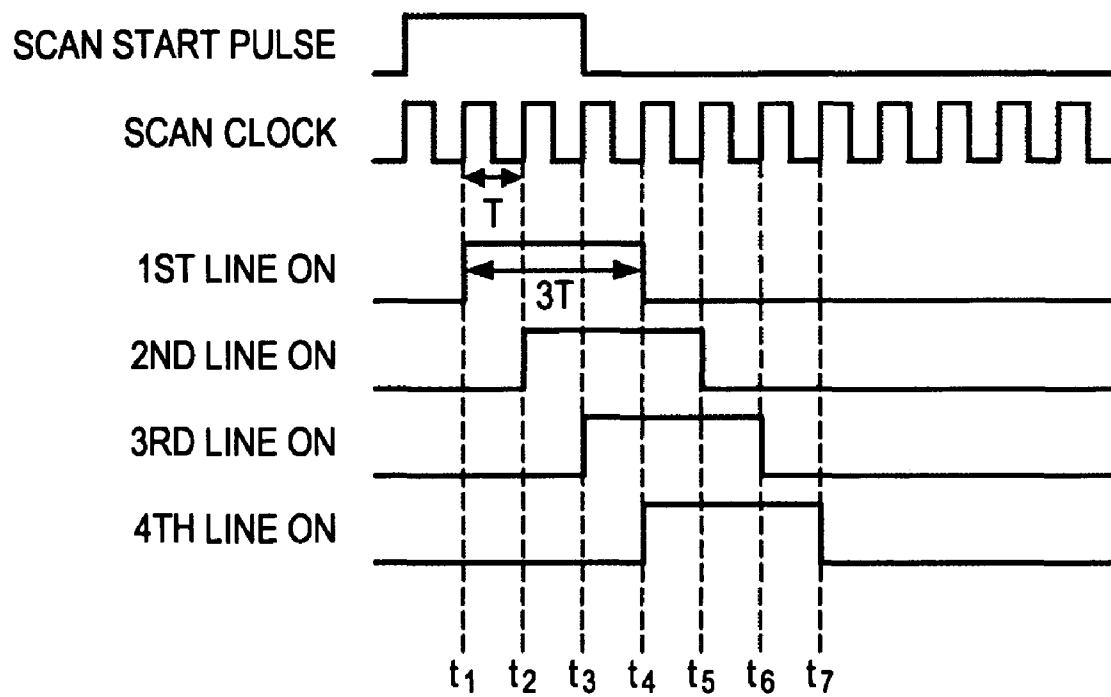 SCAN START PULSE
SCAN CLOCK
T
1ST LINE ON
3T
2ND LINE ON
3RD LINE ON
4TH LINE ON
t1 t2 t3 t4 t5 t6 t7